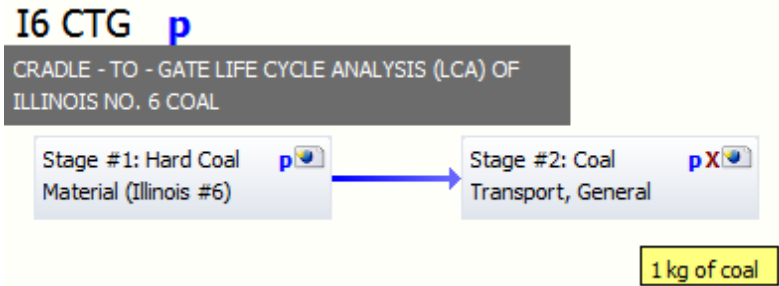 I6 CTG p
CRADLE - TO - GATE LIFE CYCLE ANALYSIS (LCA) OF
ILLINOIS NO. 6 COAL
Stage #1: Hard Coal p
Material (Illinois #6)
Stage #2: Coal p X
Transport, General
1 kg of coal